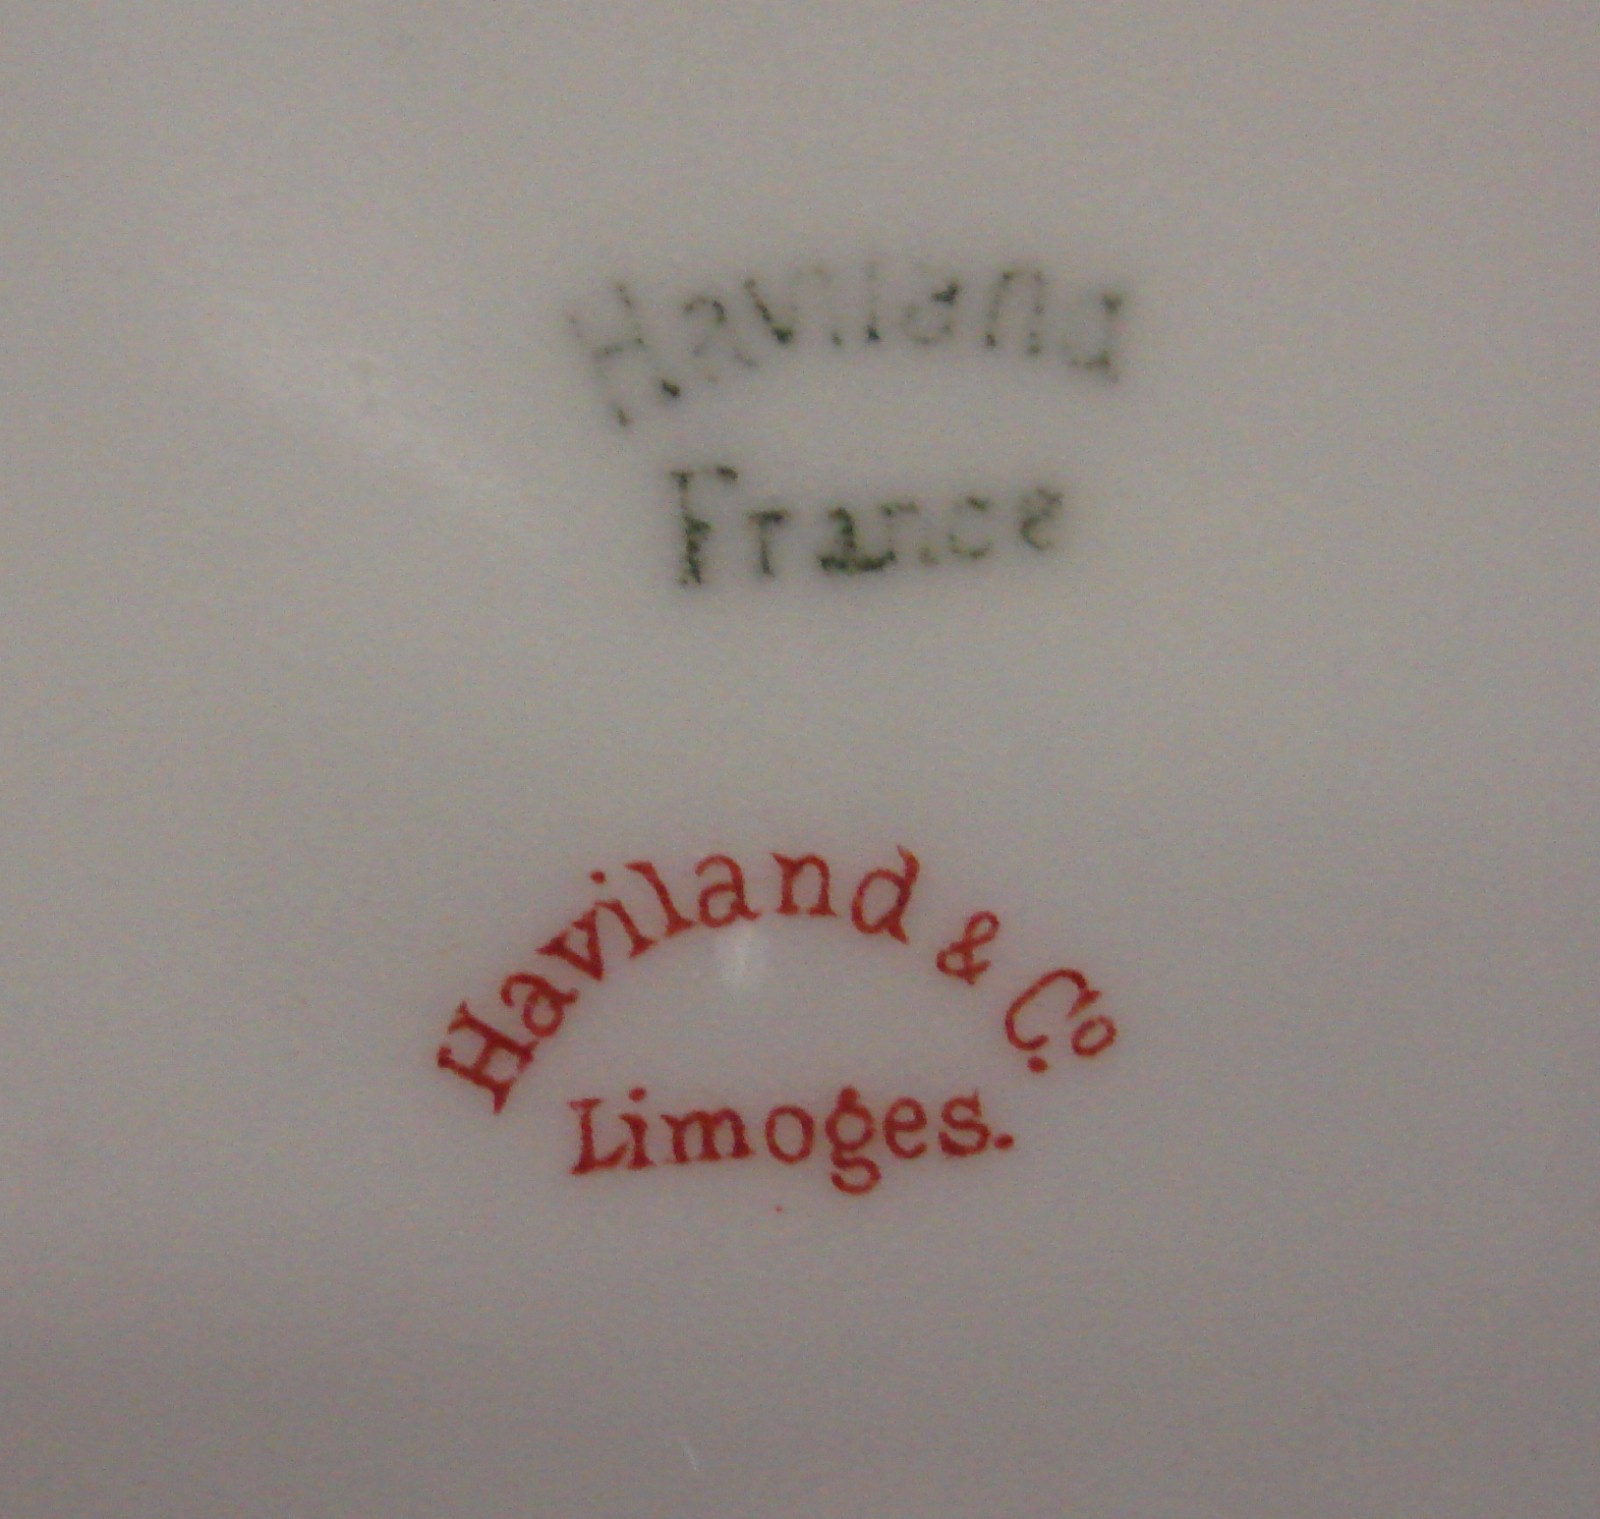 Haviland
France
Haviland & Co.
Limoges.